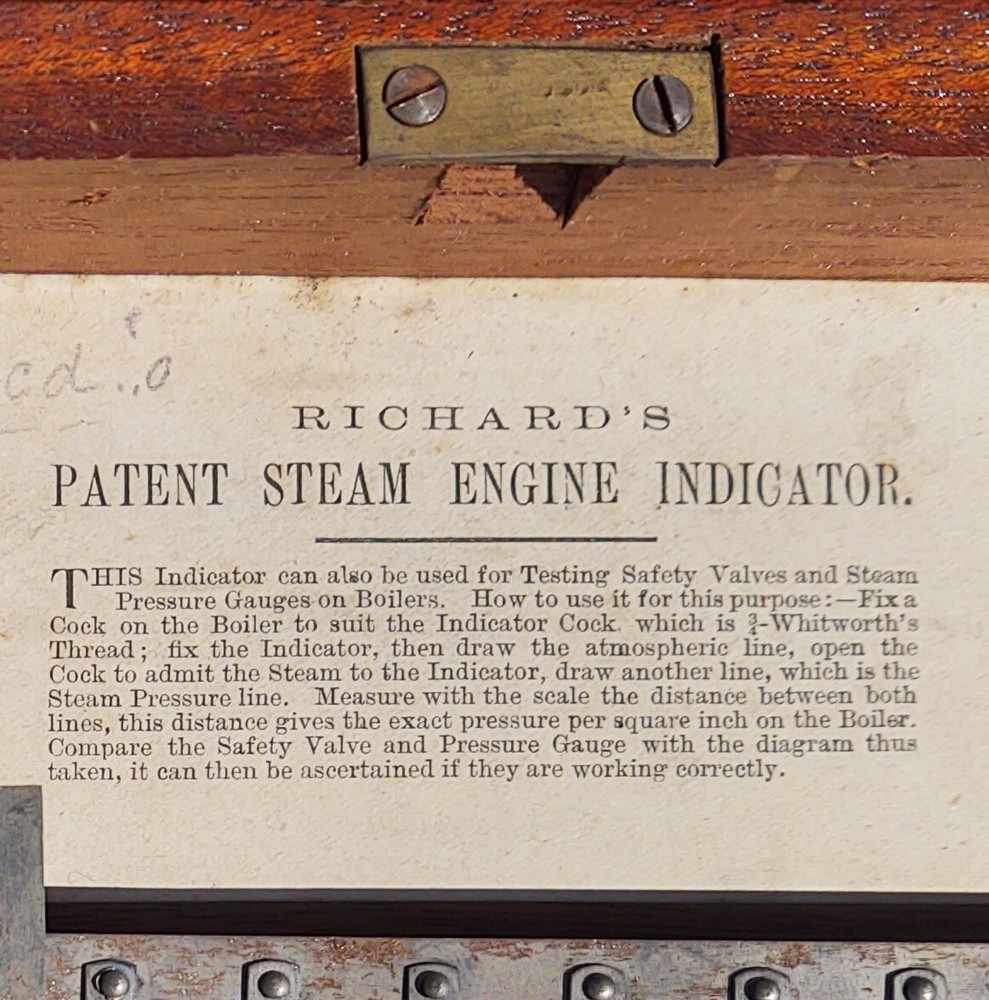 RICHARD'S
PATENT STEAM ENGINE INDICATOR.
THIS Indicator can also be used for Testing Safety Valves and Steam
Pressure Gauges on Boilers. How to use it for this purpose:—Fix a
Cock on the Boiler to suit the Indicator Cock. which is ¾-Whitworth's
Thread; fix the Indicator, then draw the atmospheric line, open the
Cock to admit the Steam to the Indicator, draw another line, which is the
Steam Pressure line. Measure with the scale the distance between both
lines, this distance gives the exact pressure per square inch on the Boiler.
Compare the Safety Valve and Pressure Gauge with the diagram thus
taken, it can then be ascertained if they are working correctly.